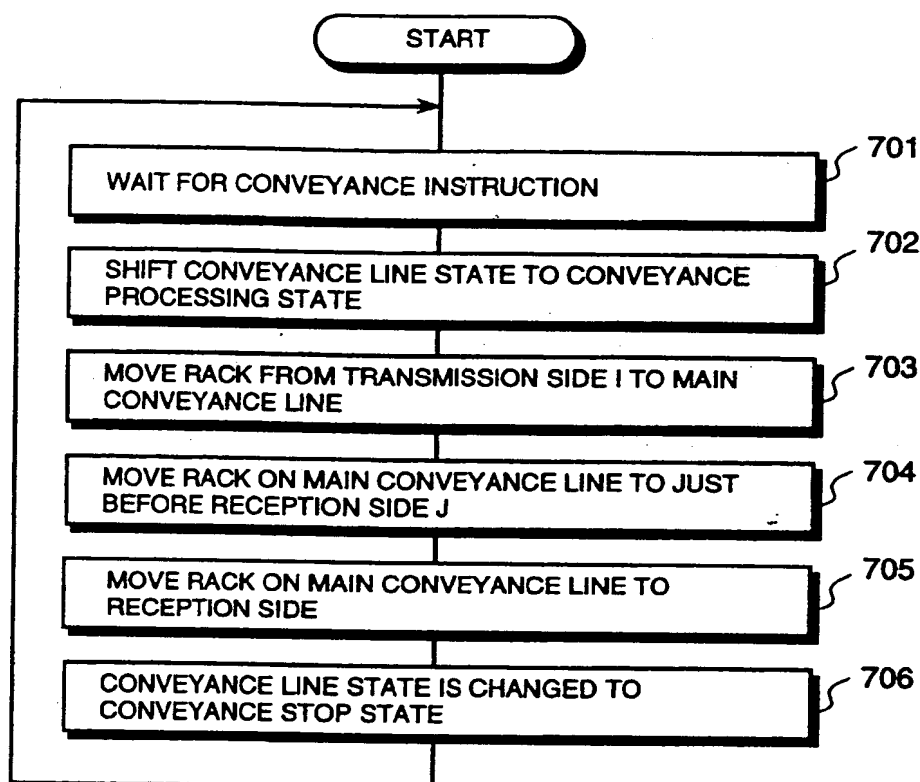 START
WAIT FOR CONVEYANCE INSTRUCTION
701
SHIFT CONVEYANCE LINE STATE TO CONVEYANCE
PROCESSING STATE
702
MOVE RACK FROM TRANSMISSION SIDE I TO MAIN
CONVEYANCE LINE
703
MOVE RACK ON MAIN CONVEYANCE LINE TO JUST
BEFORE RECEPTION SIDE J
704
MOVE RACK ON MAIN CONVEYANCE LINE TO
RECEPTION SIDE
705
CONVEYANCE LINE STATE IS CHANGED TO
CONVEYANCE STOP STATE
706